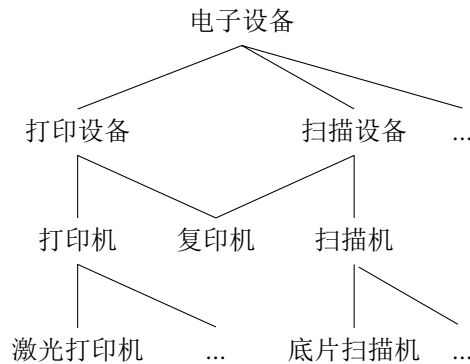 电子设备
打印设备 扫描设备 ...
打印机 复印机 扫描机
激光打印机 ... 底片扫描机 ...